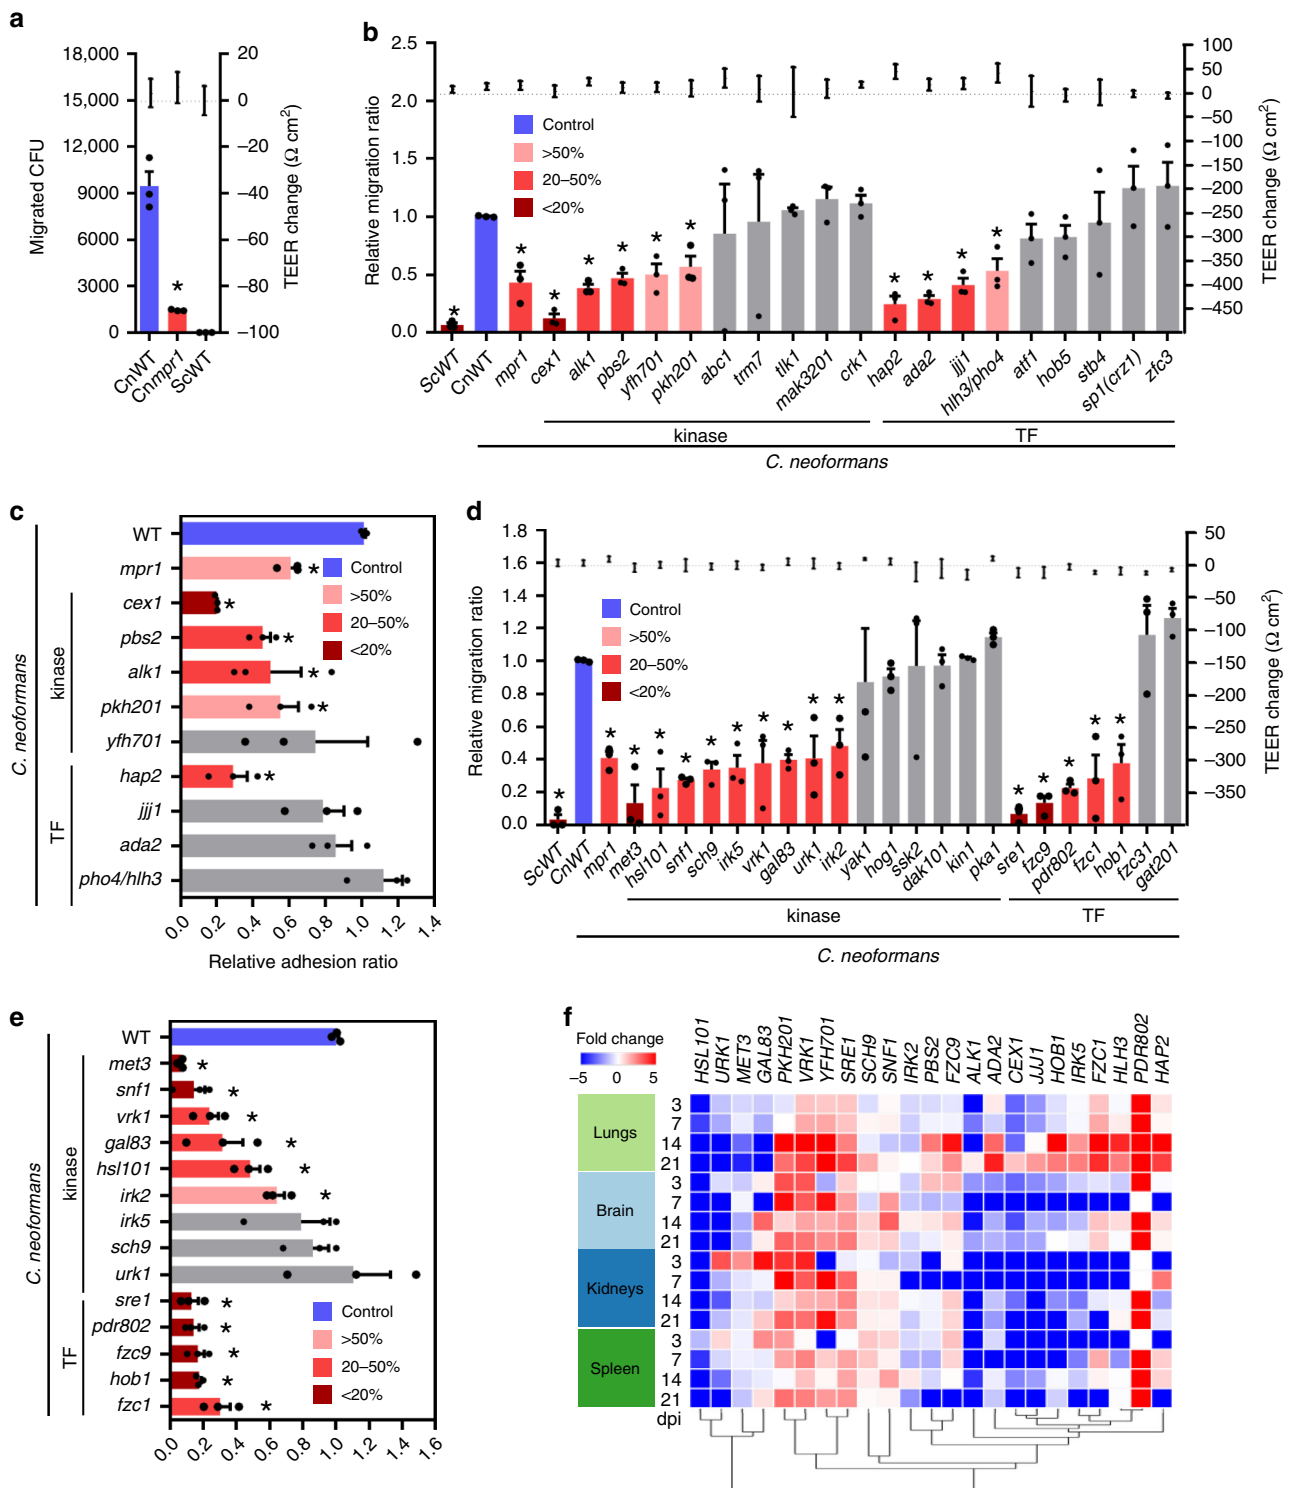 a
18,000
15,000
12,000
9000
6000
3000
0
Migrated CFU
20
0
−20
−40
−60
−80
−100
TEER change (Ω cm²)
*
CnWT
Cnmpr1
ScWT
b
2.5
2.0
1.5
1.0
0.5
0.0
Relative migration ratio
100
50
0
−50
−100
−150
−200
−250
−300
−350
−400
−450
TEER change (Ω cm²)
Control
>50%
20–50%
<20%
* * * * * * * * * * *
ScWT
CnWT
mpr1
cex1
alk1
pbs2
yfh701
pkh201
abc1
trm7
tlk1
mak3201
crk1
hap2
ada2
jjj1
hlh3/pho4
atf1
hob5
stb4
sp1(crz1)
zfc3
kinase
TF
C. neoformans
c
C. neoformans
kinase
TF
WT
mpr1 *
cex1 *
pbs2 *
alk1 *
pkh201 *
yfh701
hap2 *
jjj1
ada2
pho4/hlh3
Control
>50%
20–50%
<20%
0.0 0.2 0.4 0.6 0.8 1.0 1.2 1.4
Relative adhesion ratio
d
1.8
1.6
1.4
1.2
1.0
0.8
0.6
0.4
0.2
0.0
Relative migration ratio
50
0
−50
−100
−150
−200
−250
−300
−350
TEER change (Ω cm²)
Control
>50%
20–50%
<20%
* * * * * * * * * * * * * * * *
ScWT
CnWT
mpr1
met3
hsl101
snf1
sch9
irk5
vrk1
gal83
urk1
irk2
yak1
hog1
ssk2
dak101
kin1
pka1
sre1
fzc9
pdr802
fzc1
hob1
fzc31
gat201
kinase
TF
C. neoformans
e
C. neoformans
kinase
TF
WT
met3 *
snf1 *
vrk1 *
gal83 *
hsl101 *
irk2 *
irk5
sch9
urk1
sre1 *
pdr802 *
fzc9 *
hob1 *
fzc1 *
Control
>50%
20–50%
<20%
0.0 0.2 0.4 0.6 0.8 1.0 1.2 1.4 1.6
f
Fold change
−5 0 5
HSL101
URK1
MET3
GAL83
PKH201
VRK1
YFH701
SRE1
SCH9
SNF1
IRK2
PBS2
FZC9
ALK1
ADA2
CEX1
JJJ1
HOB1
IRK5
FZC1
HLH3
PDR802
HAP2
Lungs
3
7
14
21
Brain
3
7
14
21
Kidneys
3
7
14
21
Spleen
3
7
14
21
dpi